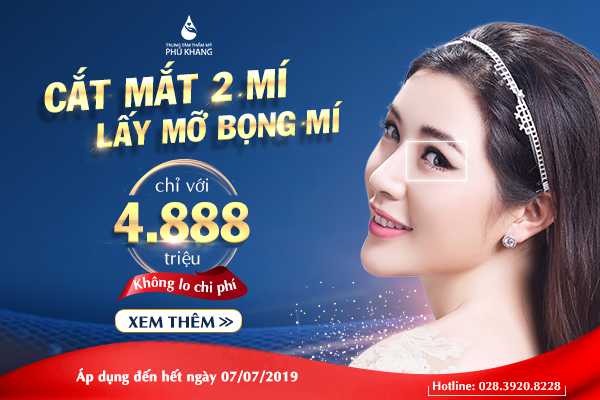 TRUNG TÂM THẨM MỸ
PHÚ KHANG
CẮT MẮT 2 MÍ
LẤY MỠ BỌNG MÍ
chỉ với
4.888
triệu
Không lo chi phí
XEM THÊM >>
Áp dụng đến hết ngày 07/07/2019
Hotline: 028.3920.8228